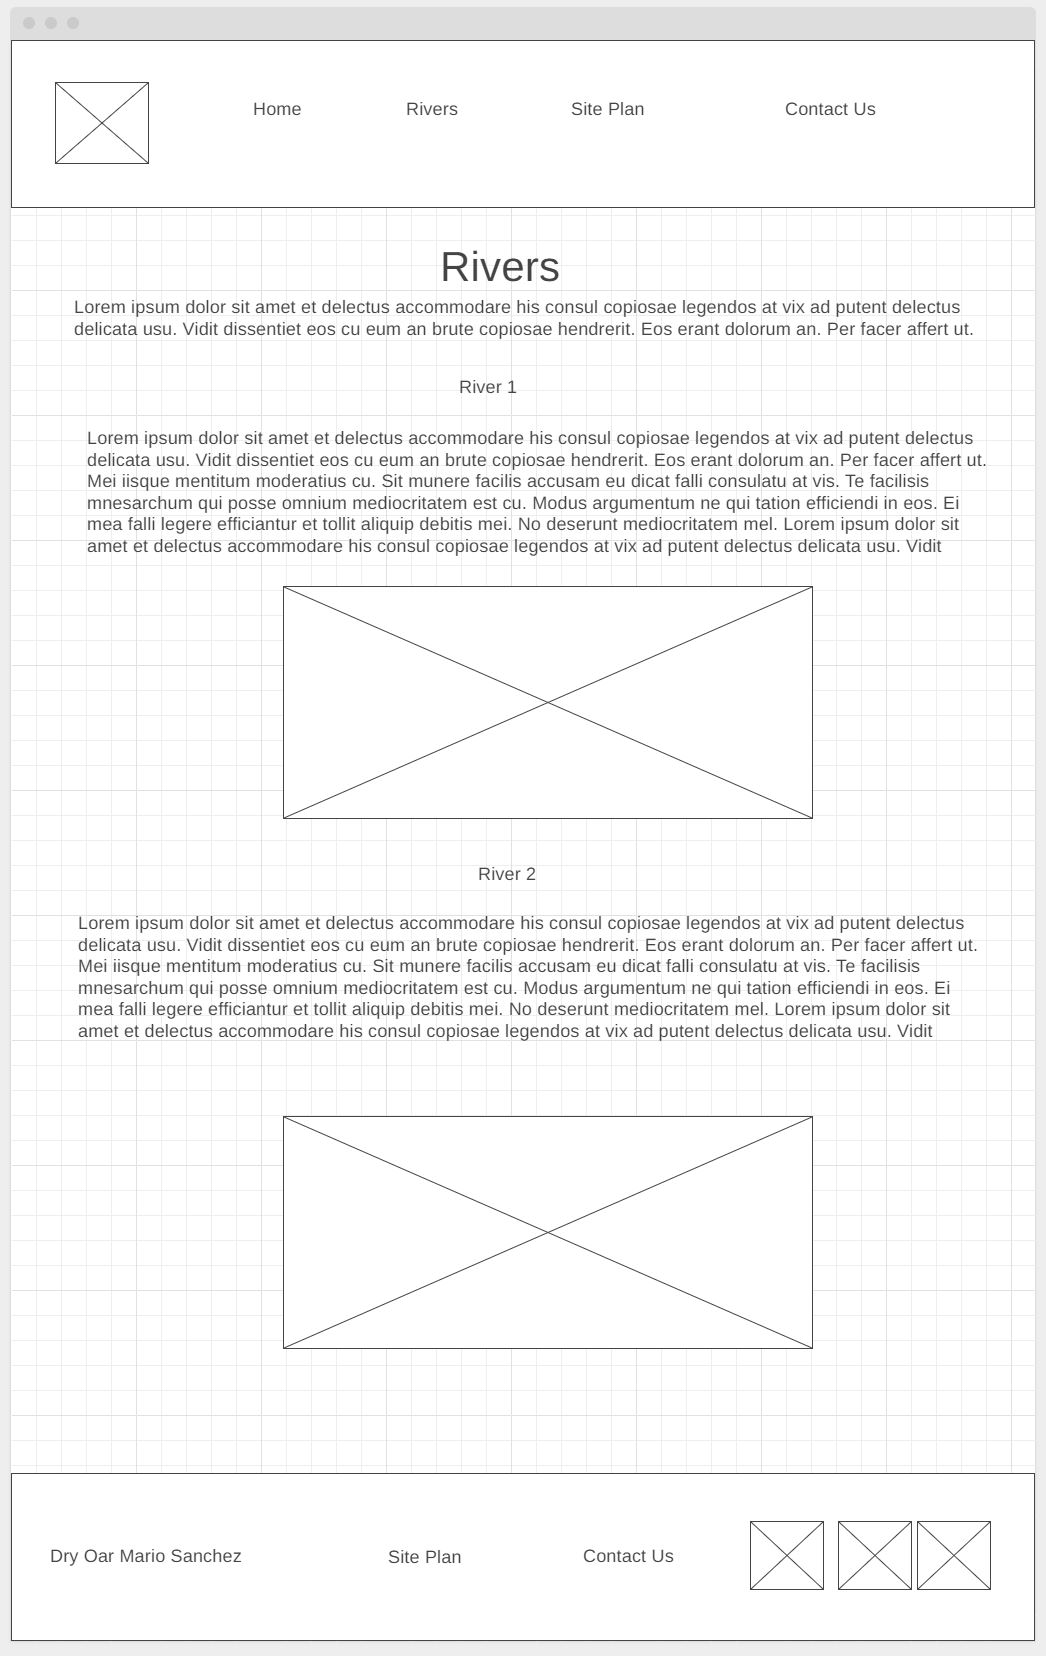 Home Rivers Site Plan Contact Us
Rivers
Lorem ipsum dolor sit amet et delectus accommodare his consul copiosae legendos at vix ad putent delectus
delicata usu. Vidit dissentiet eos cu eum an brute copiosae hendrerit. Eos erant dolorum an. Per facer affert ut.
River 1
Lorem ipsum dolor sit amet et delectus accommodare his consul copiosae legendos at vix ad putent delectus
delicata usu. Vidit dissentiet eos cu eum an brute copiosae hendrerit. Eos erant dolorum an. Per facer affert ut.
Mei iisque mentitum moderatius cu. Sit munere facilis accusam eu dicat falli consulatu at vis. Te facilisis
mnesarchum qui posse omnium mediocritatem est cu. Modus argumentum ne qui tation efficiendi in eos. Ei
mea falli legere efficiantur et tollit aliquip debitis mei. No deserunt mediocritatem mel. Lorem ipsum dolor sit
amet et delectus accommodare his consul copiosae legendos at vix ad putent delectus delicata usu. Vidit
River 2
Lorem ipsum dolor sit amet et delectus accommodare his consul copiosae legendos at vix ad putent delectus
delicata usu. Vidit dissentiet eos cu eum an brute copiosae hendrerit. Eos erant dolorum an. Per facer affert ut.
Mei iisque mentitum moderatius cu. Sit munere facilis accusam eu dicat falli consulatu at vis. Te facilisis
mnesarchum qui posse omnium mediocritatem est cu. Modus argumentum ne qui tation efficiendi in eos. Ei
mea falli legere efficiantur et tollit aliquip debitis mei. No deserunt mediocritatem mel. Lorem ipsum dolor sit
amet et delectus accommodare his consul copiosae legendos at vix ad putent delectus delicata usu. Vidit
Dry Oar Mario Sanchez Site Plan Contact Us